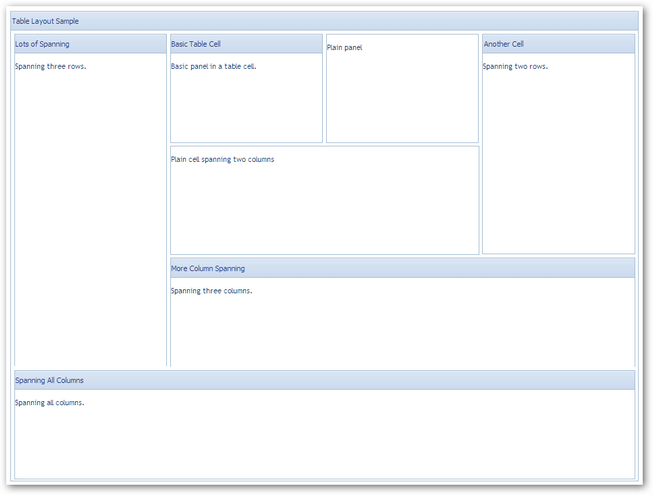 Table Layout Sample
Lots of Spanning
Spanning three rows.
Basic Table Cell
Basic panel in a table cell.
Plain panel
Another Cell
Spanning two rows.
Plain cell spanning two columns
More Column Spanning
Spanning three columns.
Spanning All Columns
Spanning all columns.